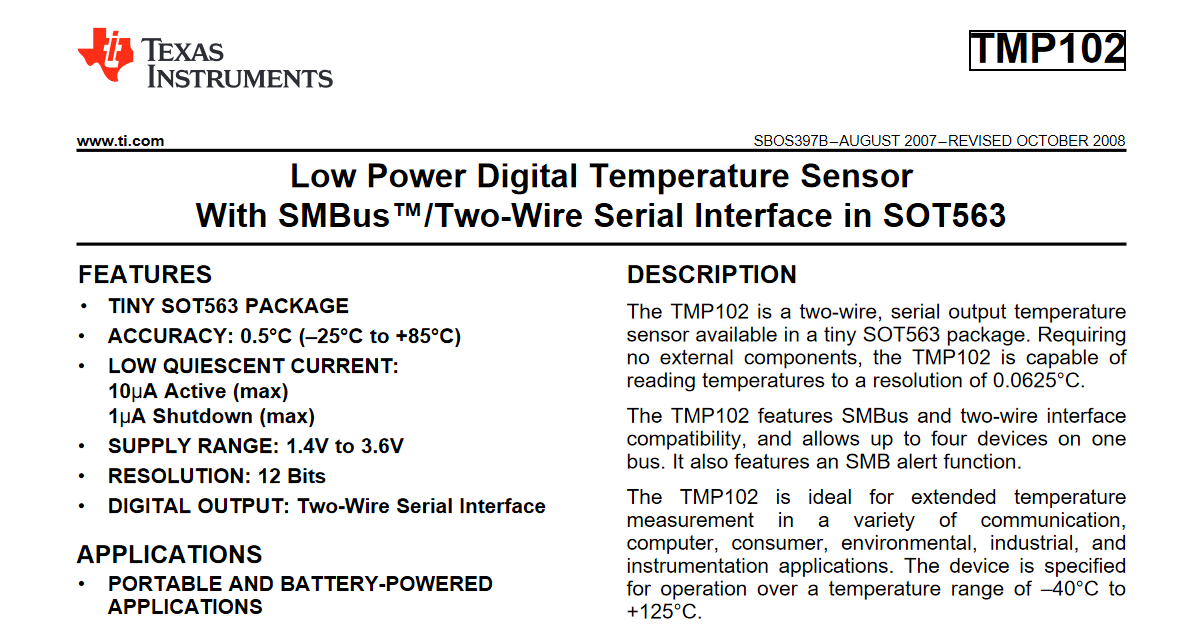 TEXAS
INSTRUMENTS
TMP102
www.ti.com
SBOS397B–AUGUST 2007–REVISED OCTOBER 2008
Low Power Digital Temperature Sensor
With SMBus™/Two-Wire Serial Interface in SOT563
FEATURES
• TINY SOT563 PACKAGE
• ACCURACY: 0.5°C (–25°C to +85°C)
• LOW QUIESCENT CURRENT:
10μA Active (max)
1μA Shutdown (max)
• SUPPLY RANGE: 1.4V to 3.6V
• RESOLUTION: 12 Bits
• DIGITAL OUTPUT: Two-Wire Serial Interface
APPLICATIONS
• PORTABLE AND BATTERY-POWERED
APPLICATIONS
DESCRIPTION
The TMP102 is a two-wire, serial output temperature
sensor available in a tiny SOT563 package. Requiring
no external components, the TMP102 is capable of
reading temperatures to a resolution of 0.0625°C.
The TMP102 features SMBus and two-wire interface
compatibility, and allows up to four devices on one
bus. It also features an SMB alert function.
The TMP102 is ideal for extended temperature
measurement in a variety of communication,
computer, consumer, environmental, industrial, and
instrumentation applications. The device is specified
for operation over a temperature range of –40°C to
+125°C.